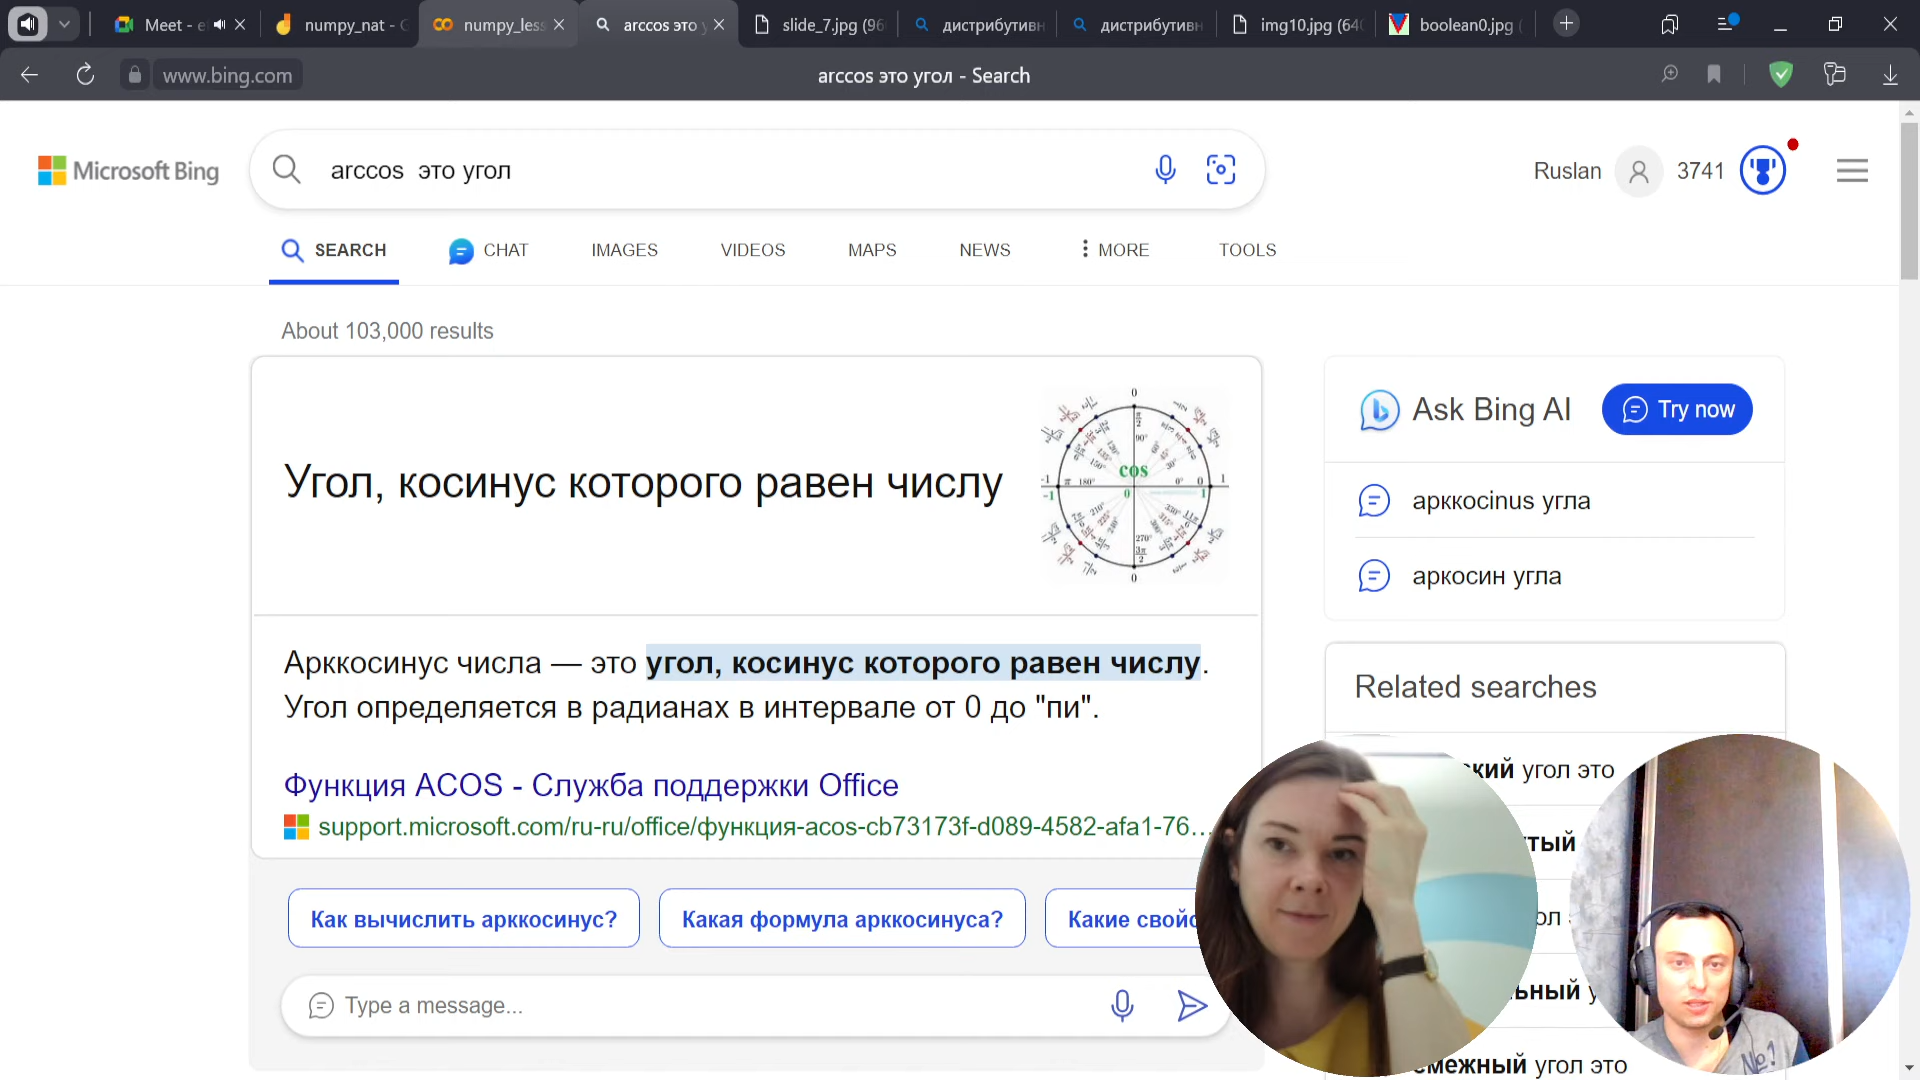 Meet - e
numpy_nat - G
numpy_less
arccos это у
slide_7.jpg (96
дистрибутивн
дистрибутивн
img10.jpg (640
boolean0.jpg (
www.bing.com
arccos это угол - Search
Microsoft Bing
arccos это угол
Ruslan
3741
SEARCH
CHAT
IMAGES
VIDEOS
MAPS
NEWS
MORE
TOOLS
About 103,000 results
Угол, косинус которого равен числу
cos
Арккосинус числа — это угол, косинус которого равен числу.
Угол определяется в радианах в интервале от 0 до "пи".
Функция ACOS - Служба поддержки Office
support.microsoft.com/ru-ru/office/функция-acos-cb73173f-d089-4582-afa1-76...
Как вычислить арккосинус?
Какая формула арккосинуса?
Какие свойс
Type a message...
Ask Bing AI
Try now
арккосinus угла
аркосин угла
Related searches
ский угол это
тый
ол
ьный у
смежный угол это
№1